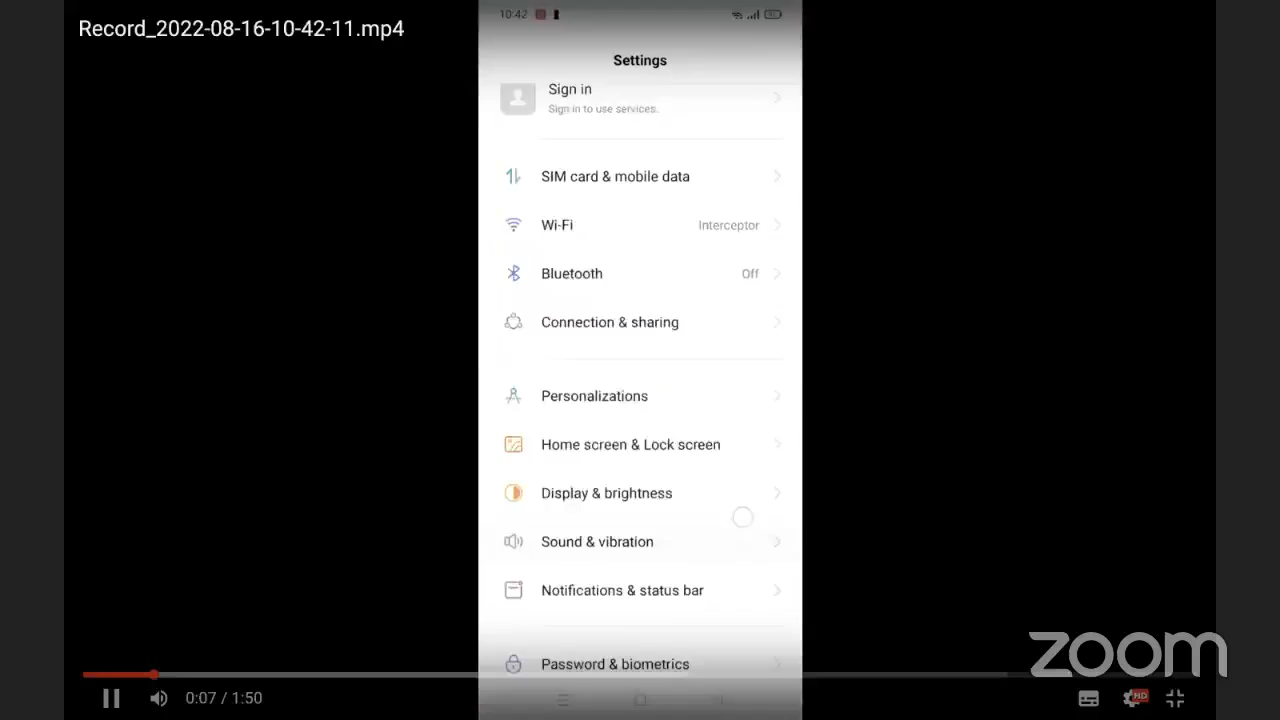 Record_2022-08-16-10-42-11.mp4
10:42
Settings
Sign in
Sign in to use services.
SIM card & mobile data
Wi-Fi Interceptor
Bluetooth Off
Connection & sharing
Personalizations
Home screen & Lock screen
Display & brightness
Sound & vibration
Notifications & status bar
Password & biometrics
zoom
0:07 / 1:50
HD